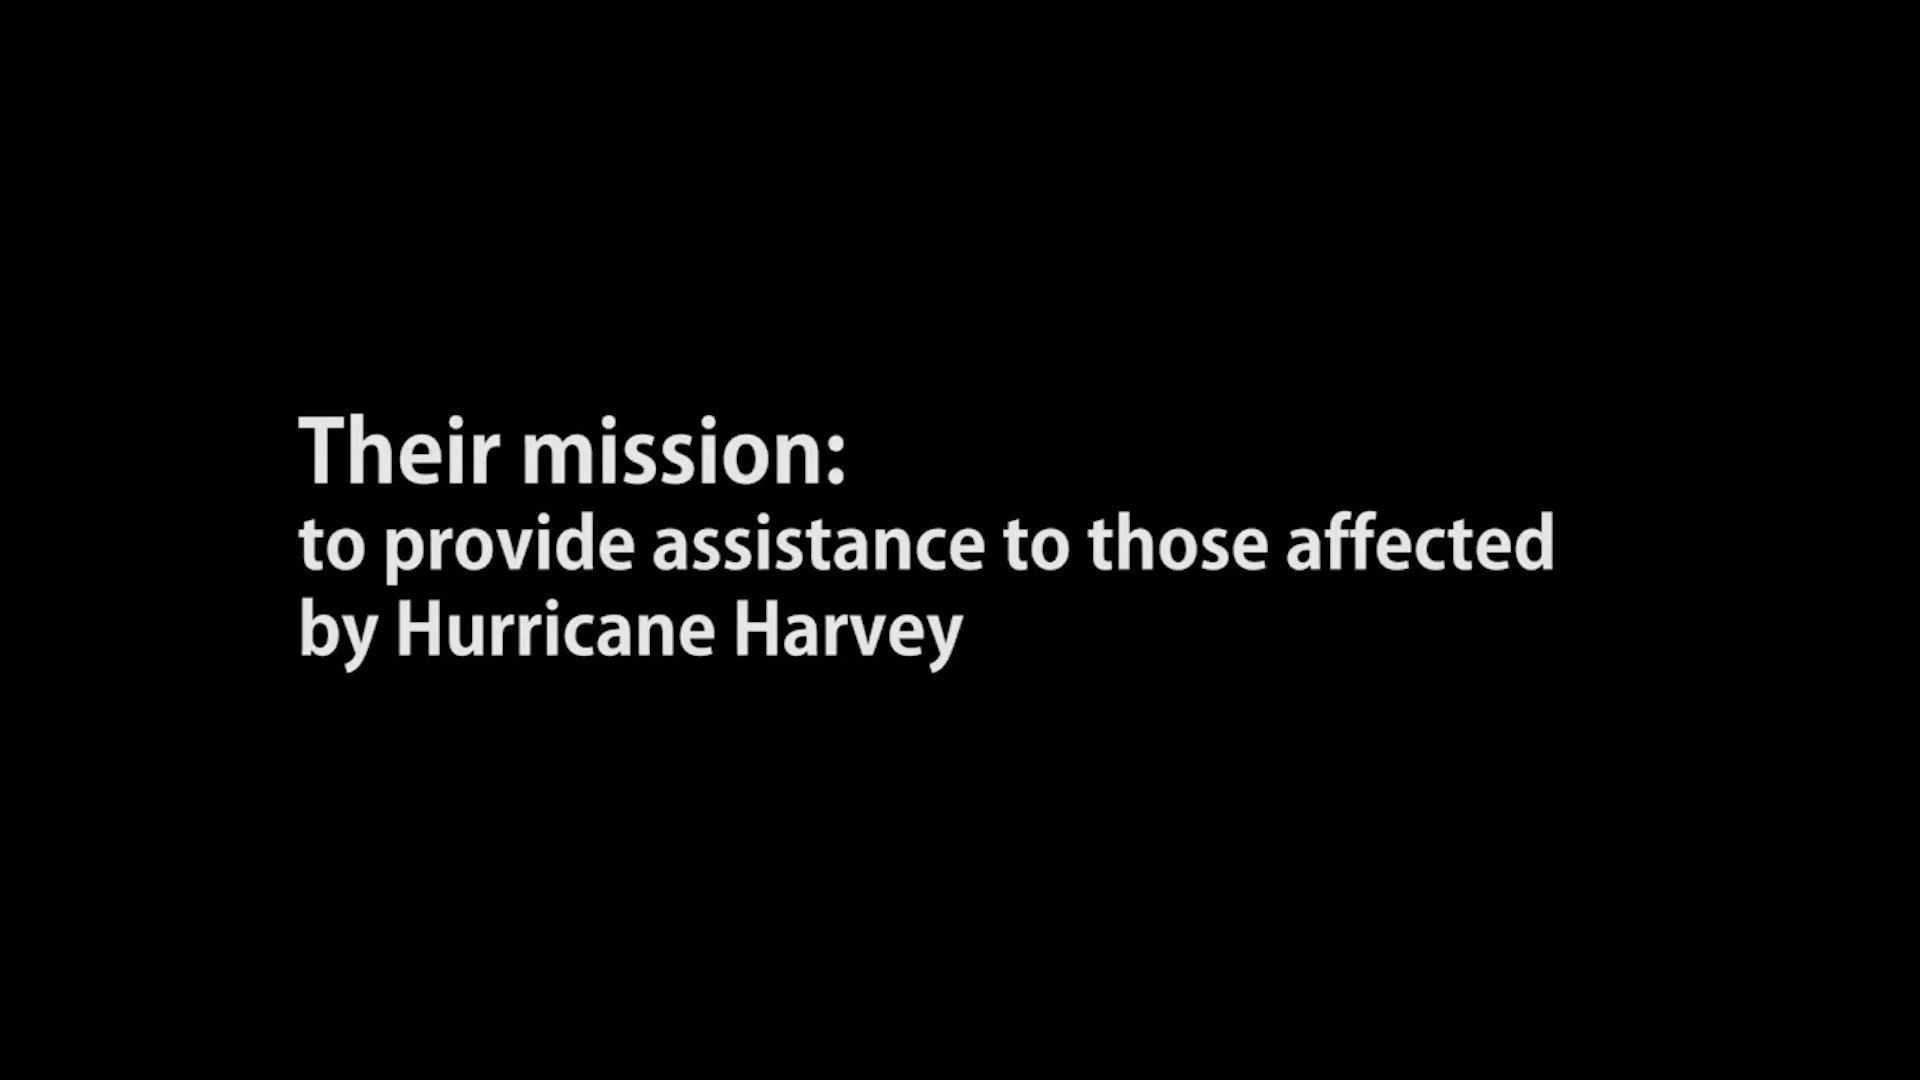 Their mission:
to provide assistance to those affected
by Hurricane Harvey